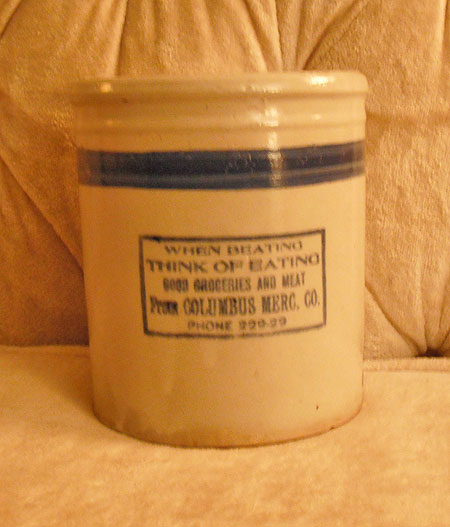 WHEN BEATING
THINK OF EATING
GOOD GROCERIES AND MEAT
FROM COLUMBUS MERC. CO.
PHONE 229-29